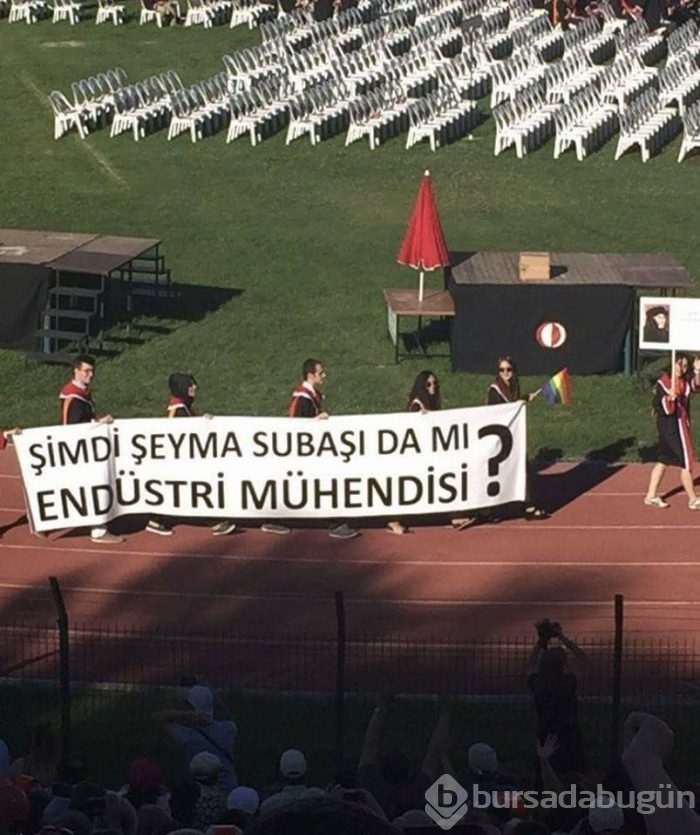 ŞİMDİ ŞEYMA SUBAŞI DA MI
ENDÜSTRİ MÜHENDİSİ ?
bursadabugün